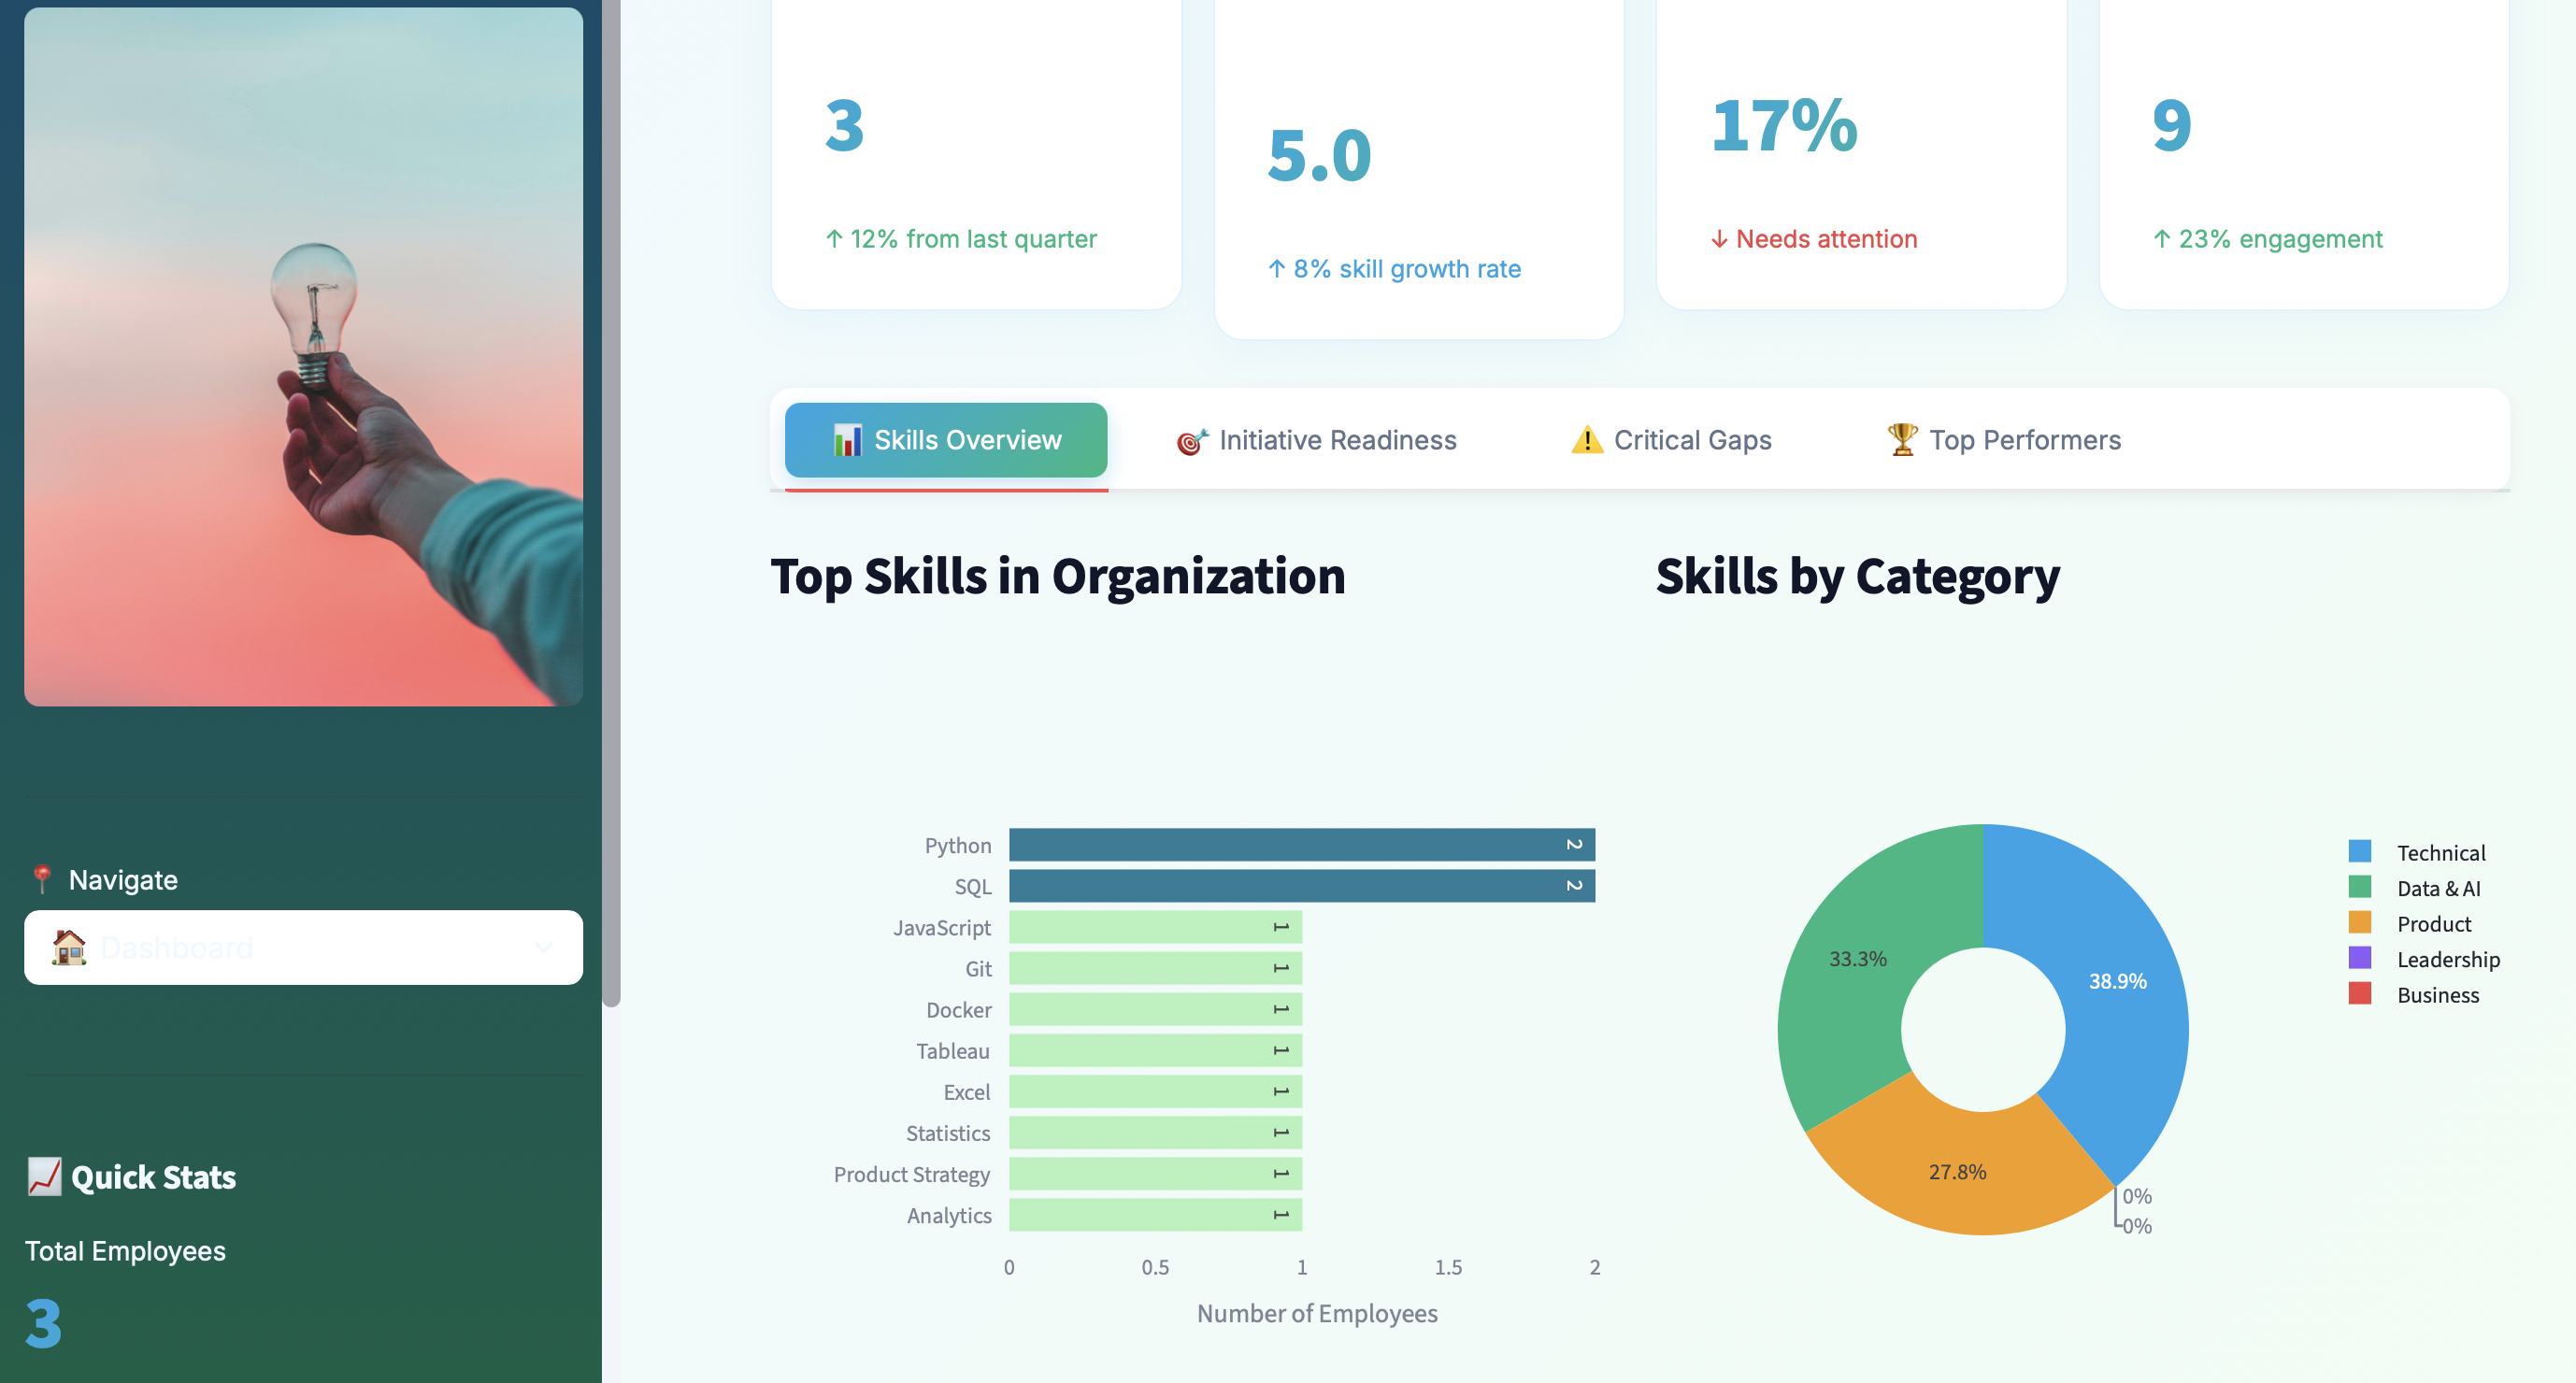 📍 Navigate
🏠 Dashboard
📈 Quick Stats
Total Employees
3
3
↑ 12% from last quarter
5.0
↑ 8% skill growth rate
17%
↓ Needs attention
9
↑ 23% engagement
📊 Skills Overview
🎯 Initiative Readiness
⚠️ Critical Gaps
🏆 Top Performers
Top Skills in Organization
Python
2
SQL
2
JavaScript
1
Git
1
Docker
1
Tableau
1
Excel
1
Statistics
1
Product Strategy
1
Analytics
1
0 0.5 1 1.5 2
Number of Employees
Skills by Category
33.3%
38.9%
27.8%
0%
0%
Technical
Data & AI
Product
Leadership
Business